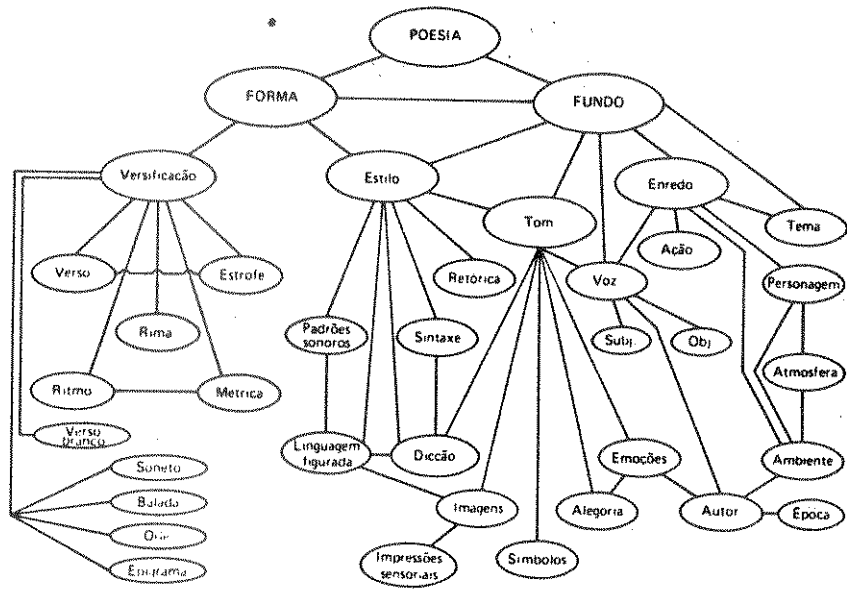 POESIA
FORMA
FUNDO
Versificação
Estilo
Tom
Enredo
Tema
Ação
Verso
Estrofe
Retórica
Voz
Personagem
Rima
Padrões
sonoros
Sintaxe
Subj.
Obj
Atmosfera
Ritmo
Métrica
Verso
branco
Linguagem
figurada
Dicção
Emoções
Ambiente
Soneto
Balada
Imagens
Alegoria
Autor
Época
Ode
Epigrama
Impressões
sensoriais
Símbolos